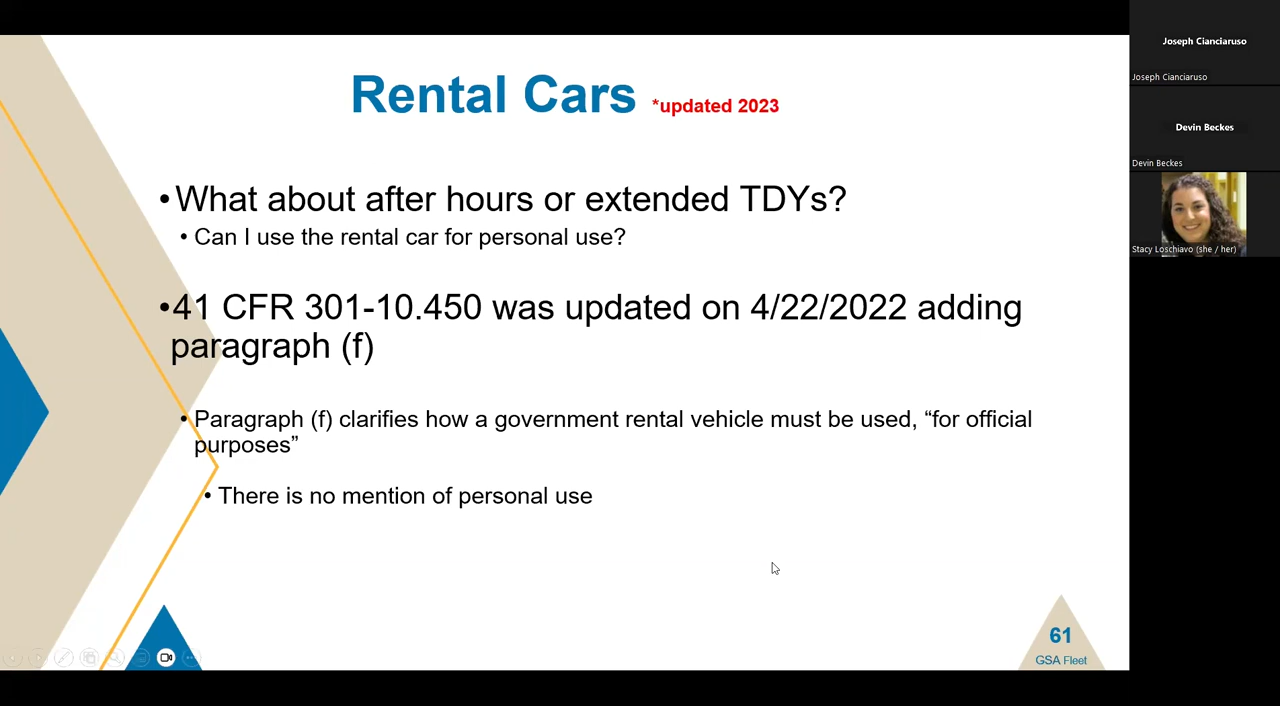 Rental Cars *updated 2023
•What about after hours or extended TDYs?
• Can I use the rental car for personal use?
•41 CFR 301-10.450 was updated on 4/22/2022 adding
paragraph (f)
• Paragraph (f) clarifies how a government rental vehicle must be used, “for official
purposes”
• There is no mention of personal use
61
GSA Fleet
Joseph Cianciaruso
Joseph Cianciaruso
Devin Beckes
Devin Beckes
Stacy Loschiavo (she / her)